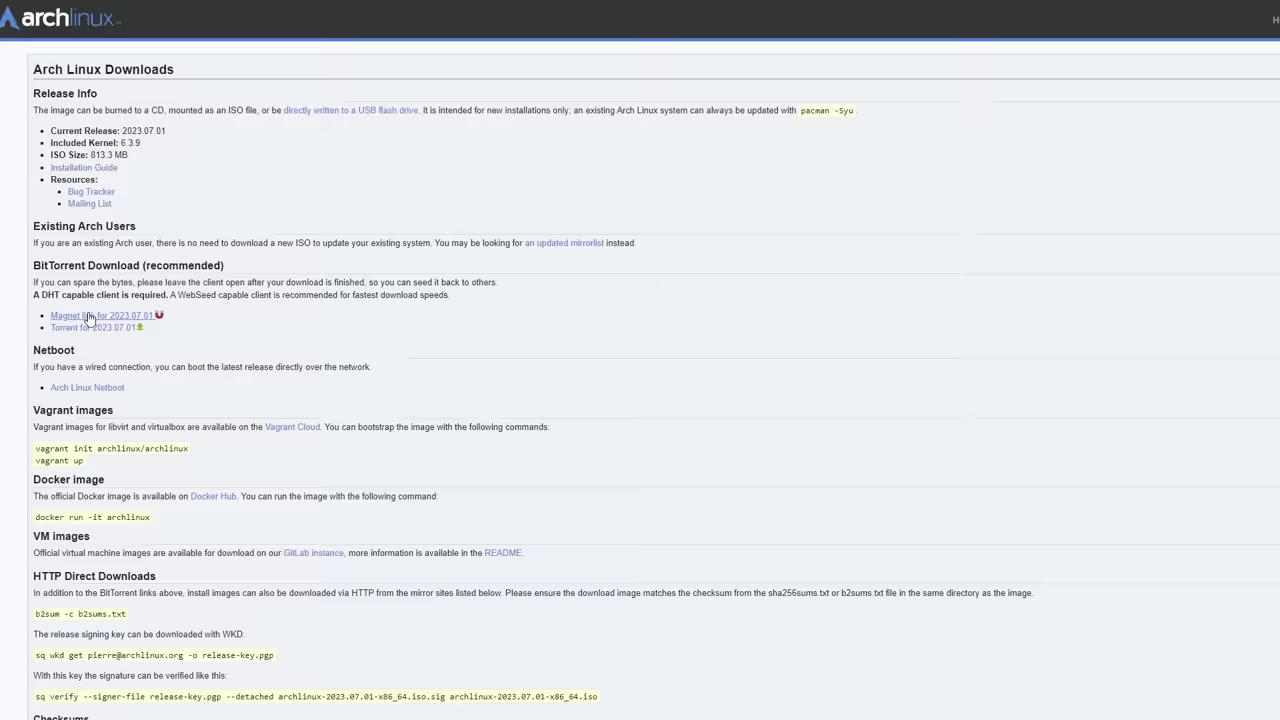 archlinux
H
Arch Linux Downloads
Release Info
The image can be burned to a CD, mounted as an ISO file, or be directly written to a USB flash drive. It is intended for new installations only; an existing Arch Linux system can always be updated with pacman -Syu .
Current Release: 2023.07.01
Included Kernel: 6.3.9
ISO Size: 813.3 MB
Installation Guide
Resources:
Bug Tracker
Mailing List
Existing Arch Users
If you are an existing Arch user, there is no need to download a new ISO to update your existing system. You may be looking for an updated mirrorlist instead.
BitTorrent Download (recommended)
If you can spare the bytes, please leave the client open after your download is finished, so you can seed it back to others.
A DHT capable client is required. A WebSeed capable client is recommended for fastest download speeds.
Magnet link for 2023.07.01
Torrent for 2023.07.01
Netboot
If you have a wired connection, you can boot the latest release directly over the network.
Arch Linux Netboot
Vagrant images
Vagrant images for libvirt and virtualbox are available on the Vagrant Cloud. You can bootstrap the image with the following commands:
vagrant init archlinux/archlinux
vagrant up
Docker image
The official Docker image is available on Docker Hub. You can run the image with the following command:
docker run -it archlinux
VM images
Official virtual machine images are available for download on our GitLab instance, more information is available in the README.
HTTP Direct Downloads
In addition to the BitTorrent links above, install images can also be downloaded via HTTP from the mirror sites listed below. Please ensure the download image matches the checksum from the sha256sums.txt or b2sums.txt file in the same directory as the image.
b2sum -c b2sums.txt
The release signing key can be downloaded with WKD:
sq wkd get pierre@archlinux.org -o release-key.pgp
With this key the signature can be verified like this:
sq verify --signer-file release-key.pgp --detached archlinux-2023.07.01-x86_64.iso.sig archlinux-2023.07.01-x86_64.iso
Checksums